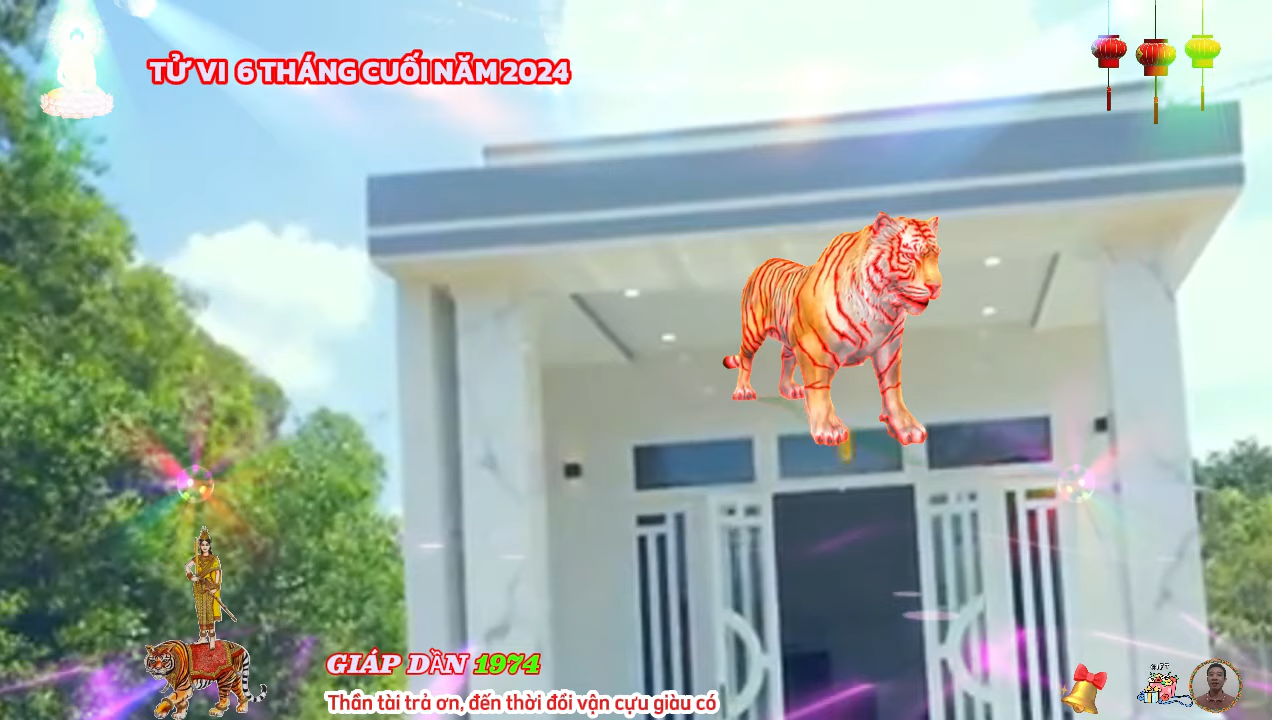 TỬ VI 6 THÁNG CUỐI NĂM 2024
GIÁP DẦN 1974
Thần tài trả ơn, đến thời đổi vận cựu giàu có
GIFT